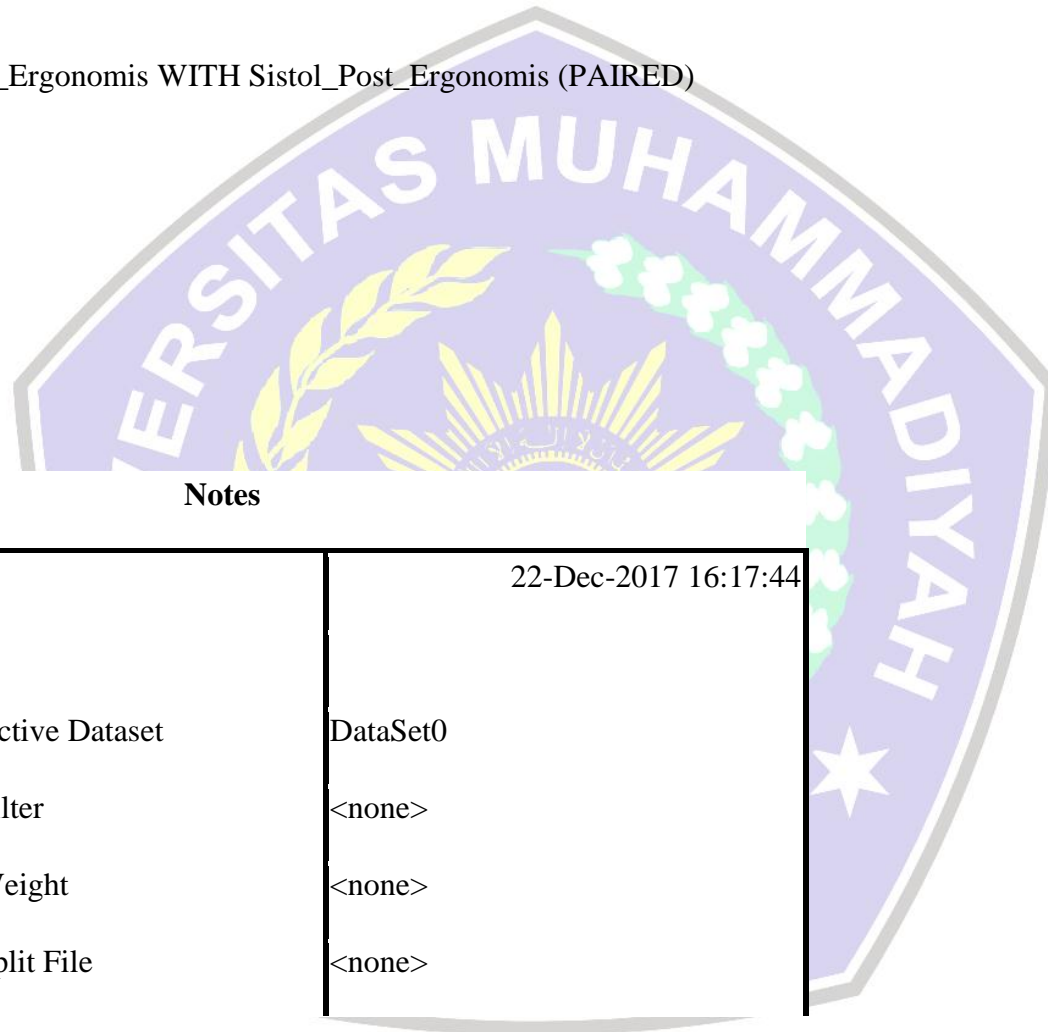 _Ergonomis WITH Sistol_Post_Ergonomis (PAIRED)
ERSITAS MUHAMMADIYAH
Notes
22-Dec-2017 16:17:44
ctive Dataset DataSet0
lter <none>
eight <none>
plit File <none>